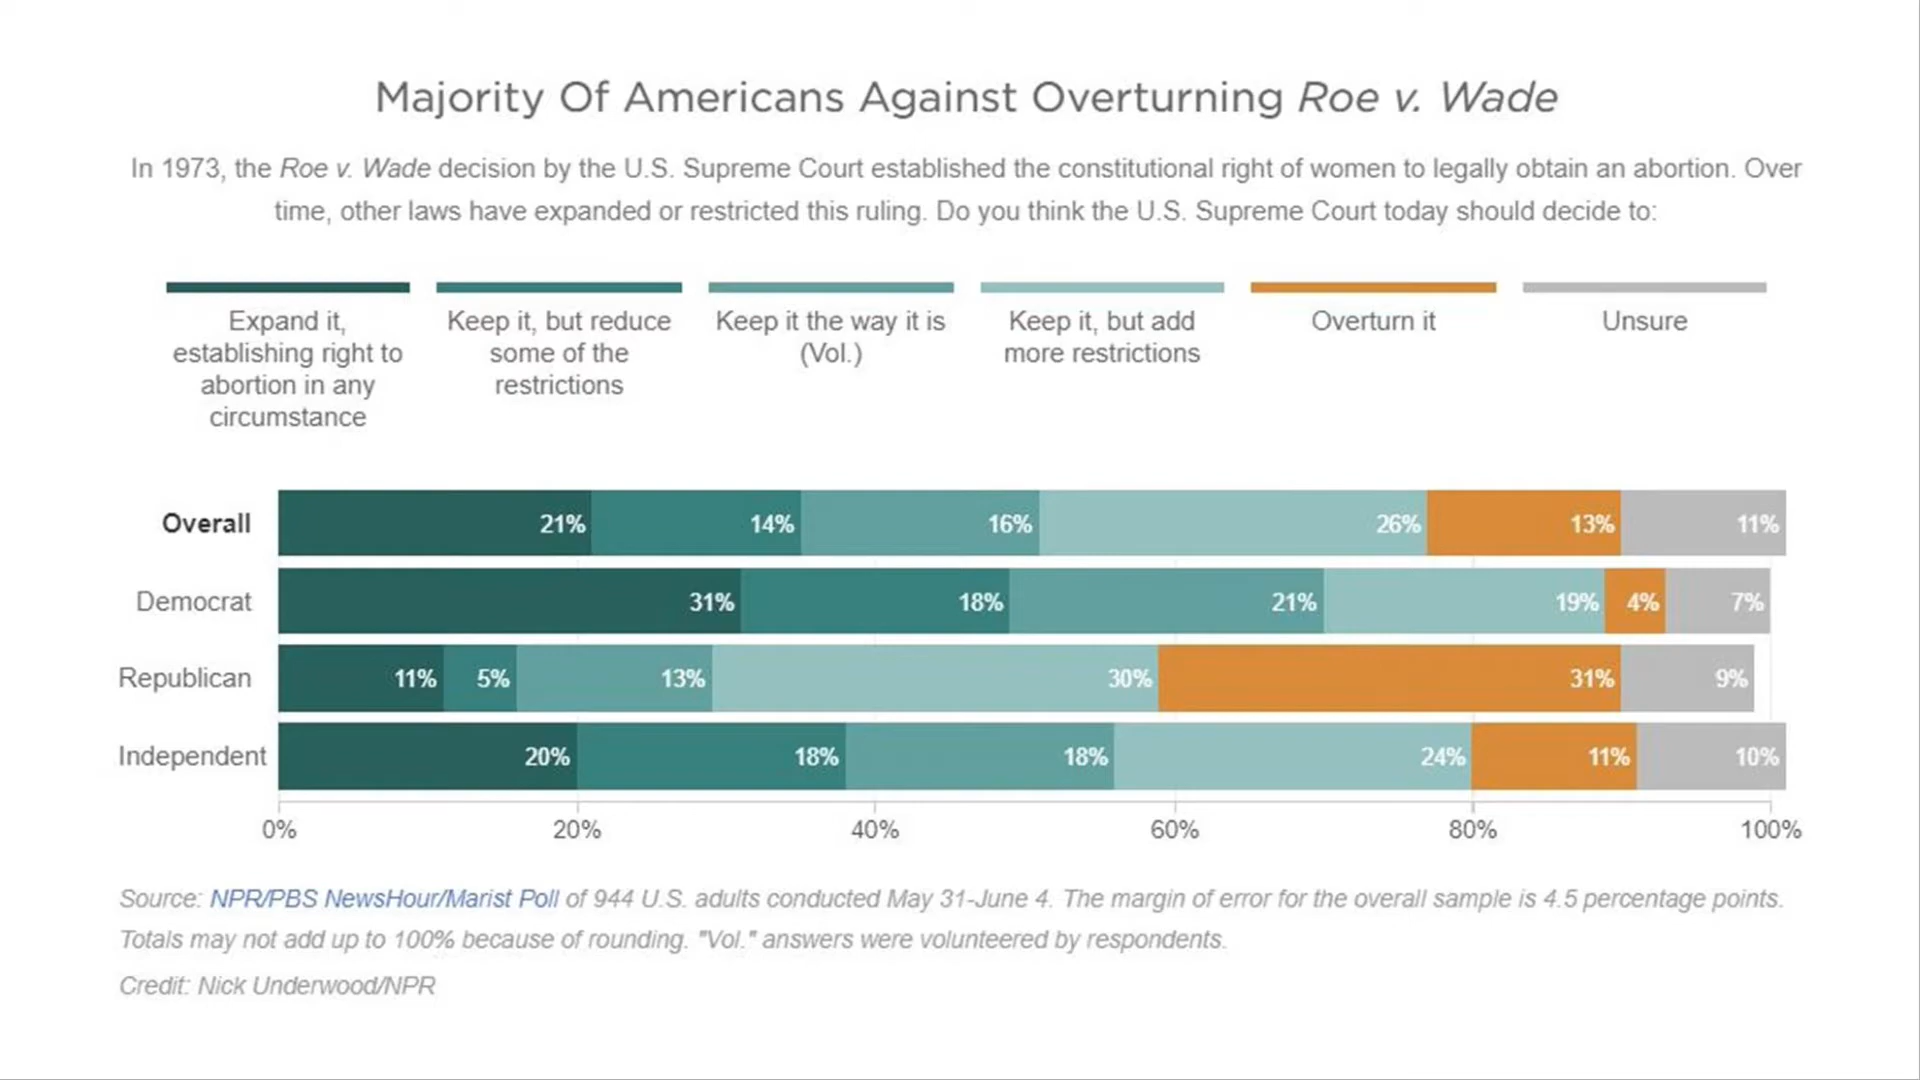 Majority Of Americans Against Overturning Roe v. Wade
In 1973, the Roe v. Wade decision by the U.S. Supreme Court established the constitutional right of women to legally obtain an abortion. Over
time, other laws have expanded or restricted this ruling. Do you think the U.S. Supreme Court today should decide to:
Expand it,
establishing right to
abortion in any
circumstance
Keep it, but reduce
some of the
restrictions
Keep it the way it is
(Vol.)
Keep it, but add
more restrictions
Overturn it
Unsure
Overall 21% 14% 16% 26% 13% 11%
Democrat 31% 18% 21% 19% 4% 7%
Republican 11% 5% 13% 30% 31% 9%
Independent 20% 18% 18% 24% 11% 10%
0% 20% 40% 60% 80% 100%
Source: NPR/PBS NewsHour/Marist Poll of 944 U.S. adults conducted May 31-June 4. The margin of error for the overall sample is 4.5 percentage points.
Totals may not add up to 100% because of rounding. "Vol." answers were volunteered by respondents.
Credit: Nick Underwood/NPR